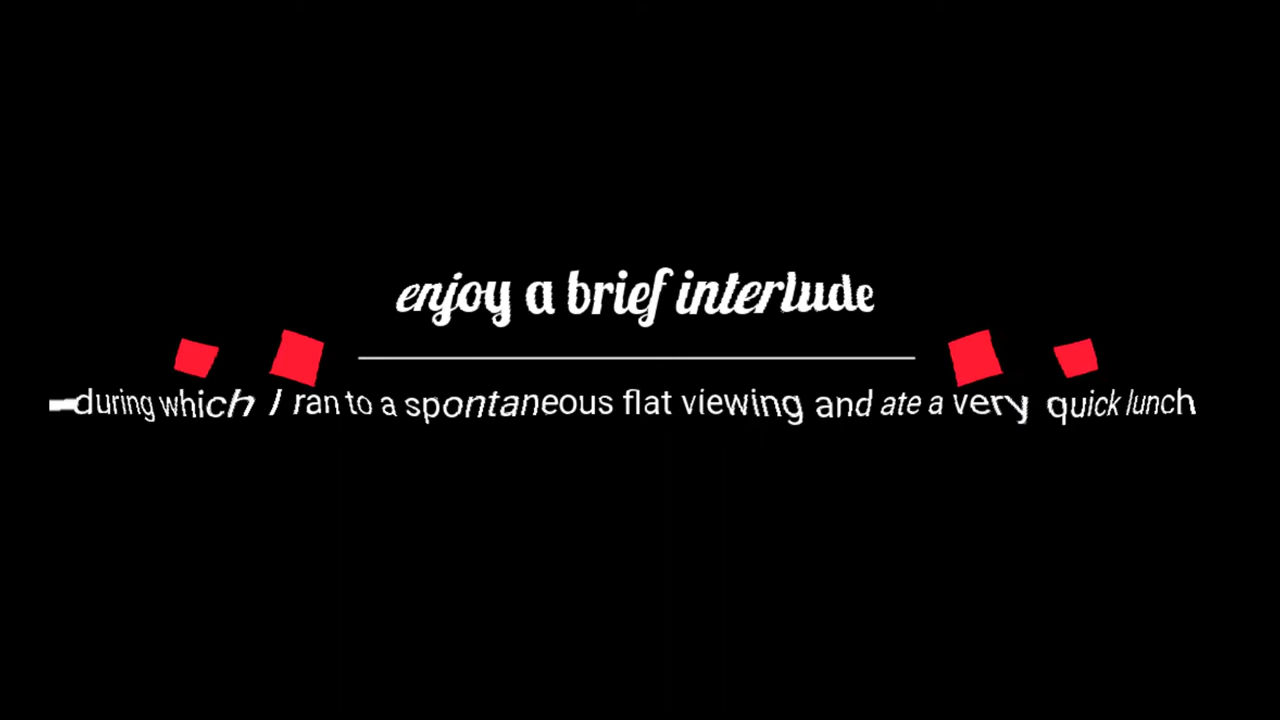 enjoy a brief interlude
-during which I ran to a spontaneous flat viewing and ate a very quick lunch